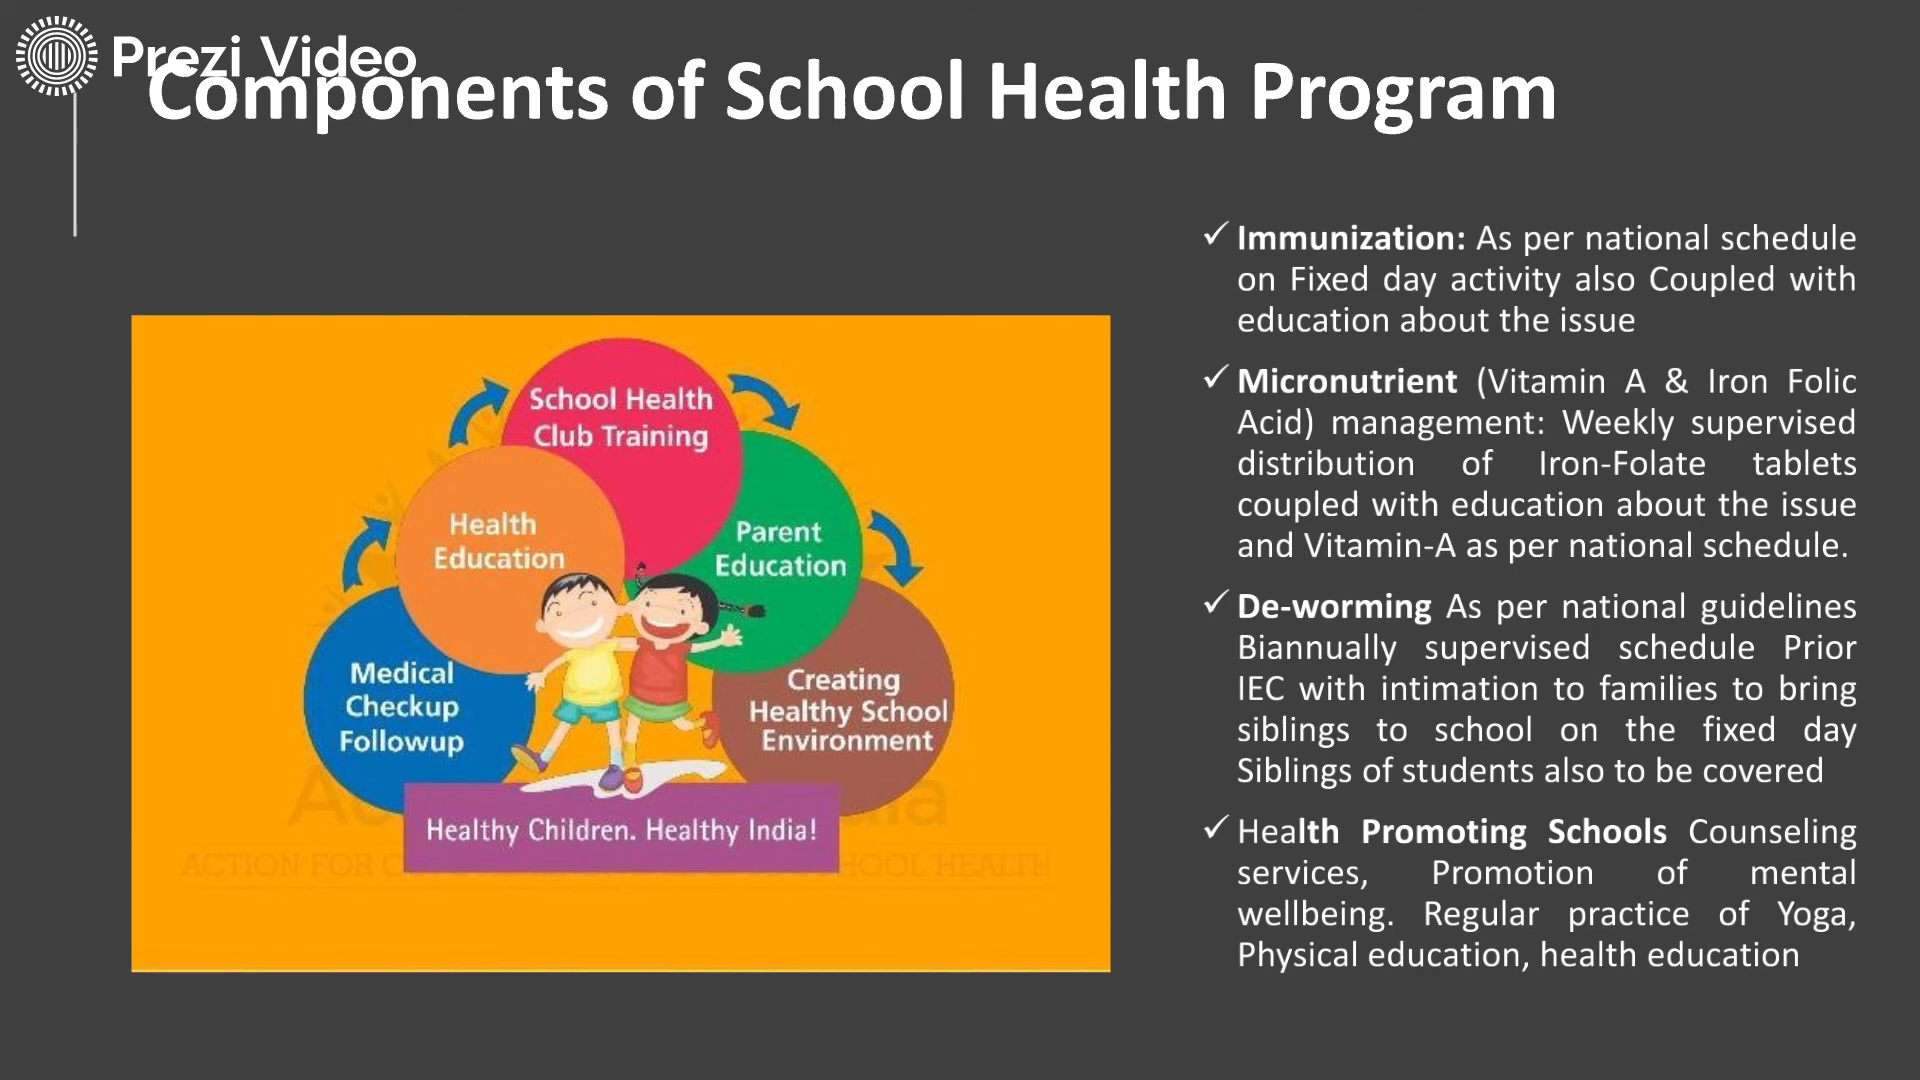 Prezi Video
Components of School Health Program
School Health
Club Training
Health
Education
Parent
Education
Medical
Checkup
Followup
Creating
Healthy School
Environment
Healthy Children. Healthy India!
✓ Immunization: As per national schedule
on Fixed day activity also Coupled with
education about the issue
✓ Micronutrient (Vitamin A & Iron Folic
Acid) management: Weekly supervised
distribution of Iron-Folate tablets
coupled with education about the issue
and Vitamin-A as per national schedule.
✓ De-worming As per national guidelines
Biannually supervised schedule Prior
IEC with intimation to families to bring
siblings to school on the fixed day
Siblings of students also to be covered
✓ Health Promoting Schools Counseling
services, Promotion of mental
wellbeing. Regular practice of Yoga,
Physical education, health education
ACTION FOR
HEALTH